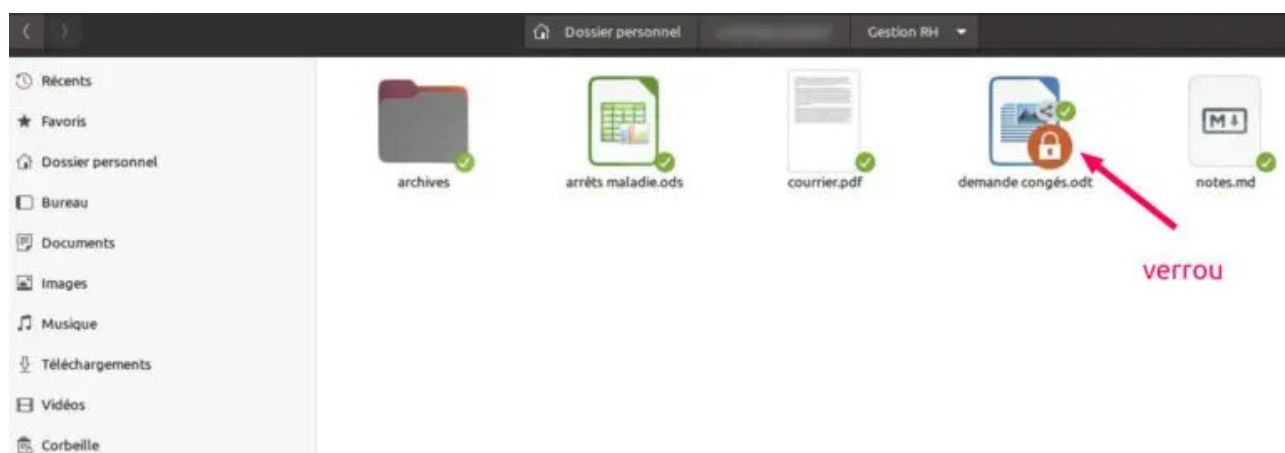 Dossier personnel
Gestion RH
Récents
Favoris
Dossier personnel
Bureau
Documents
Images
Musique
Téléchargements
Vidéos
Corbeille
archives
arrêts maladie.ods
courrier.pdf
demande congés.odt
M
notes.md
verrou